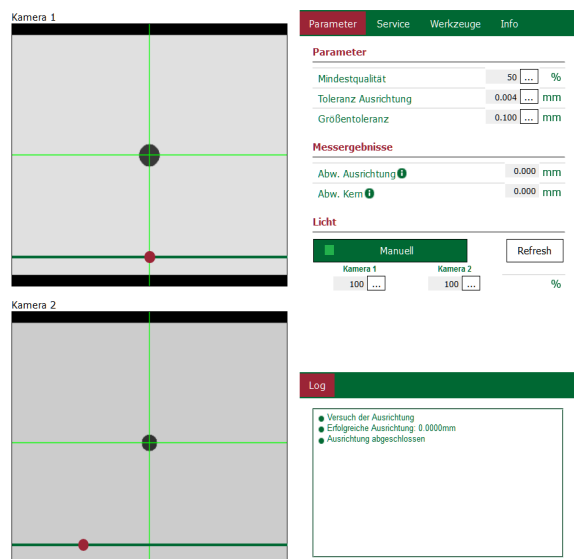 Kamera 1
Parameter Service Werkzeuge Info
Parameter
Mindestqualität 50 ... %
Toleranz Ausrichtung 0.004 ... mm
Größentoleranz 0.100 ... mm
Messergebnisse
Abw. Ausrichtung i 0.000 mm
Abw. Kern i 0.000 mm
Licht
Manuell Refresh
Kamera 1 Kamera 2
100 ... 100 ... %
Kamera 2
Log
Versuch der Ausrichtung
Erfolgreiche Ausrichtung: 0.0000mm
Ausrichtung abgeschlossen